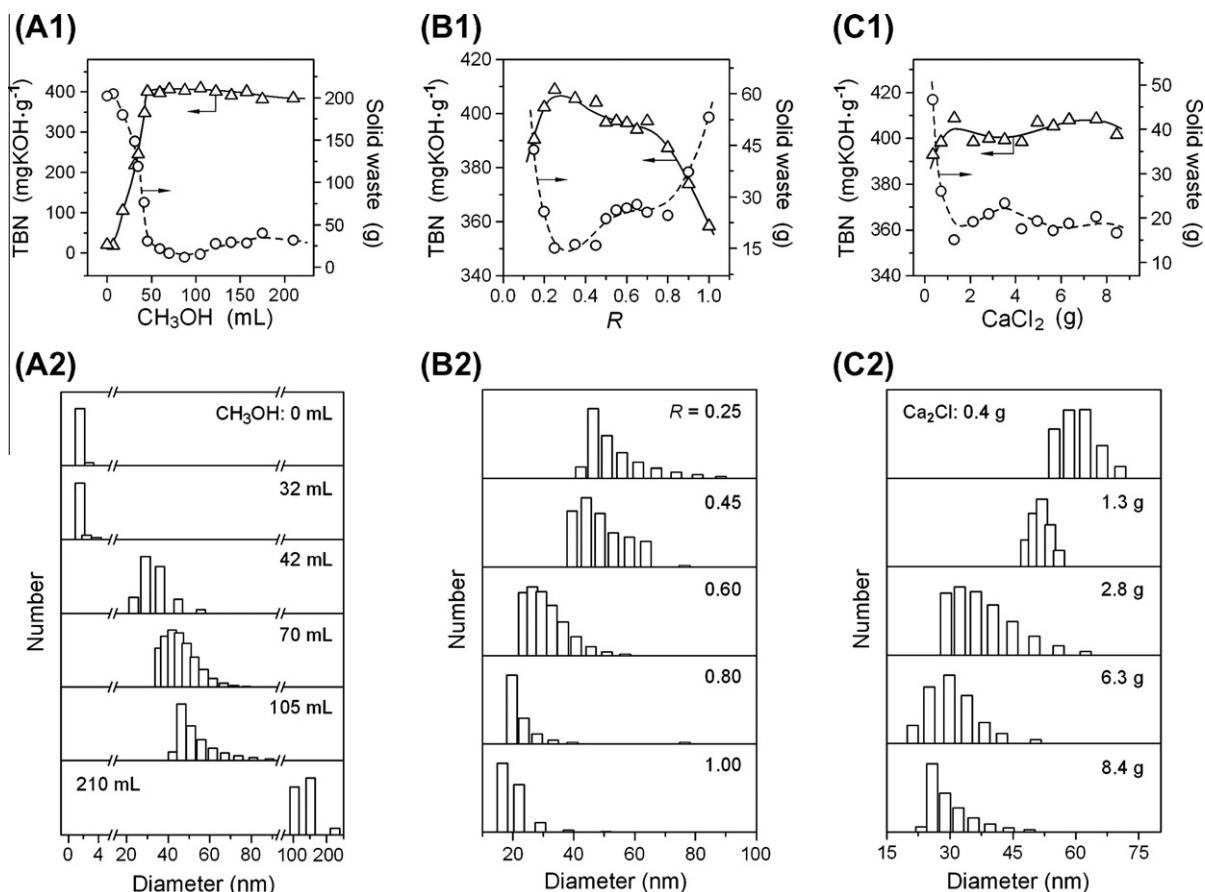 (A1)
TBN (mgKOH·g⁻¹)
400
350
300
250
200
150
100
50
0
200
150
100
50
0
Solid waste (g)
0 50 100 150 200
CH₃OH (mL)
(B1)
TBN (mgKOH·g⁻¹)
420
400
380
360
340
60
45
30
15
Solid waste (g)
0.0 0.2 0.4 0.6 0.8 1.0
R
(C1)
TBN (mgKOH·g⁻¹)
420
400
380
360
340
50
40
30
20
10
Solid waste (g)
0 2 4 6 8
CaCl₂ (g)
(A2)
Number
CH₃OH: 0 mL
32 mL
42 mL
70 mL
105 mL
210 mL
0 4 20 40 60 80 100 200
Diameter (nm)
(B2)
Number
R = 0.25
0.45
0.60
0.80
1.00
20 40 60 80 100
Diameter (nm)
(C2)
Number
Ca₂Cl: 0.4 g
1.3 g
2.8 g
6.3 g
8.4 g
15 30 45 60 75
Diameter (nm)